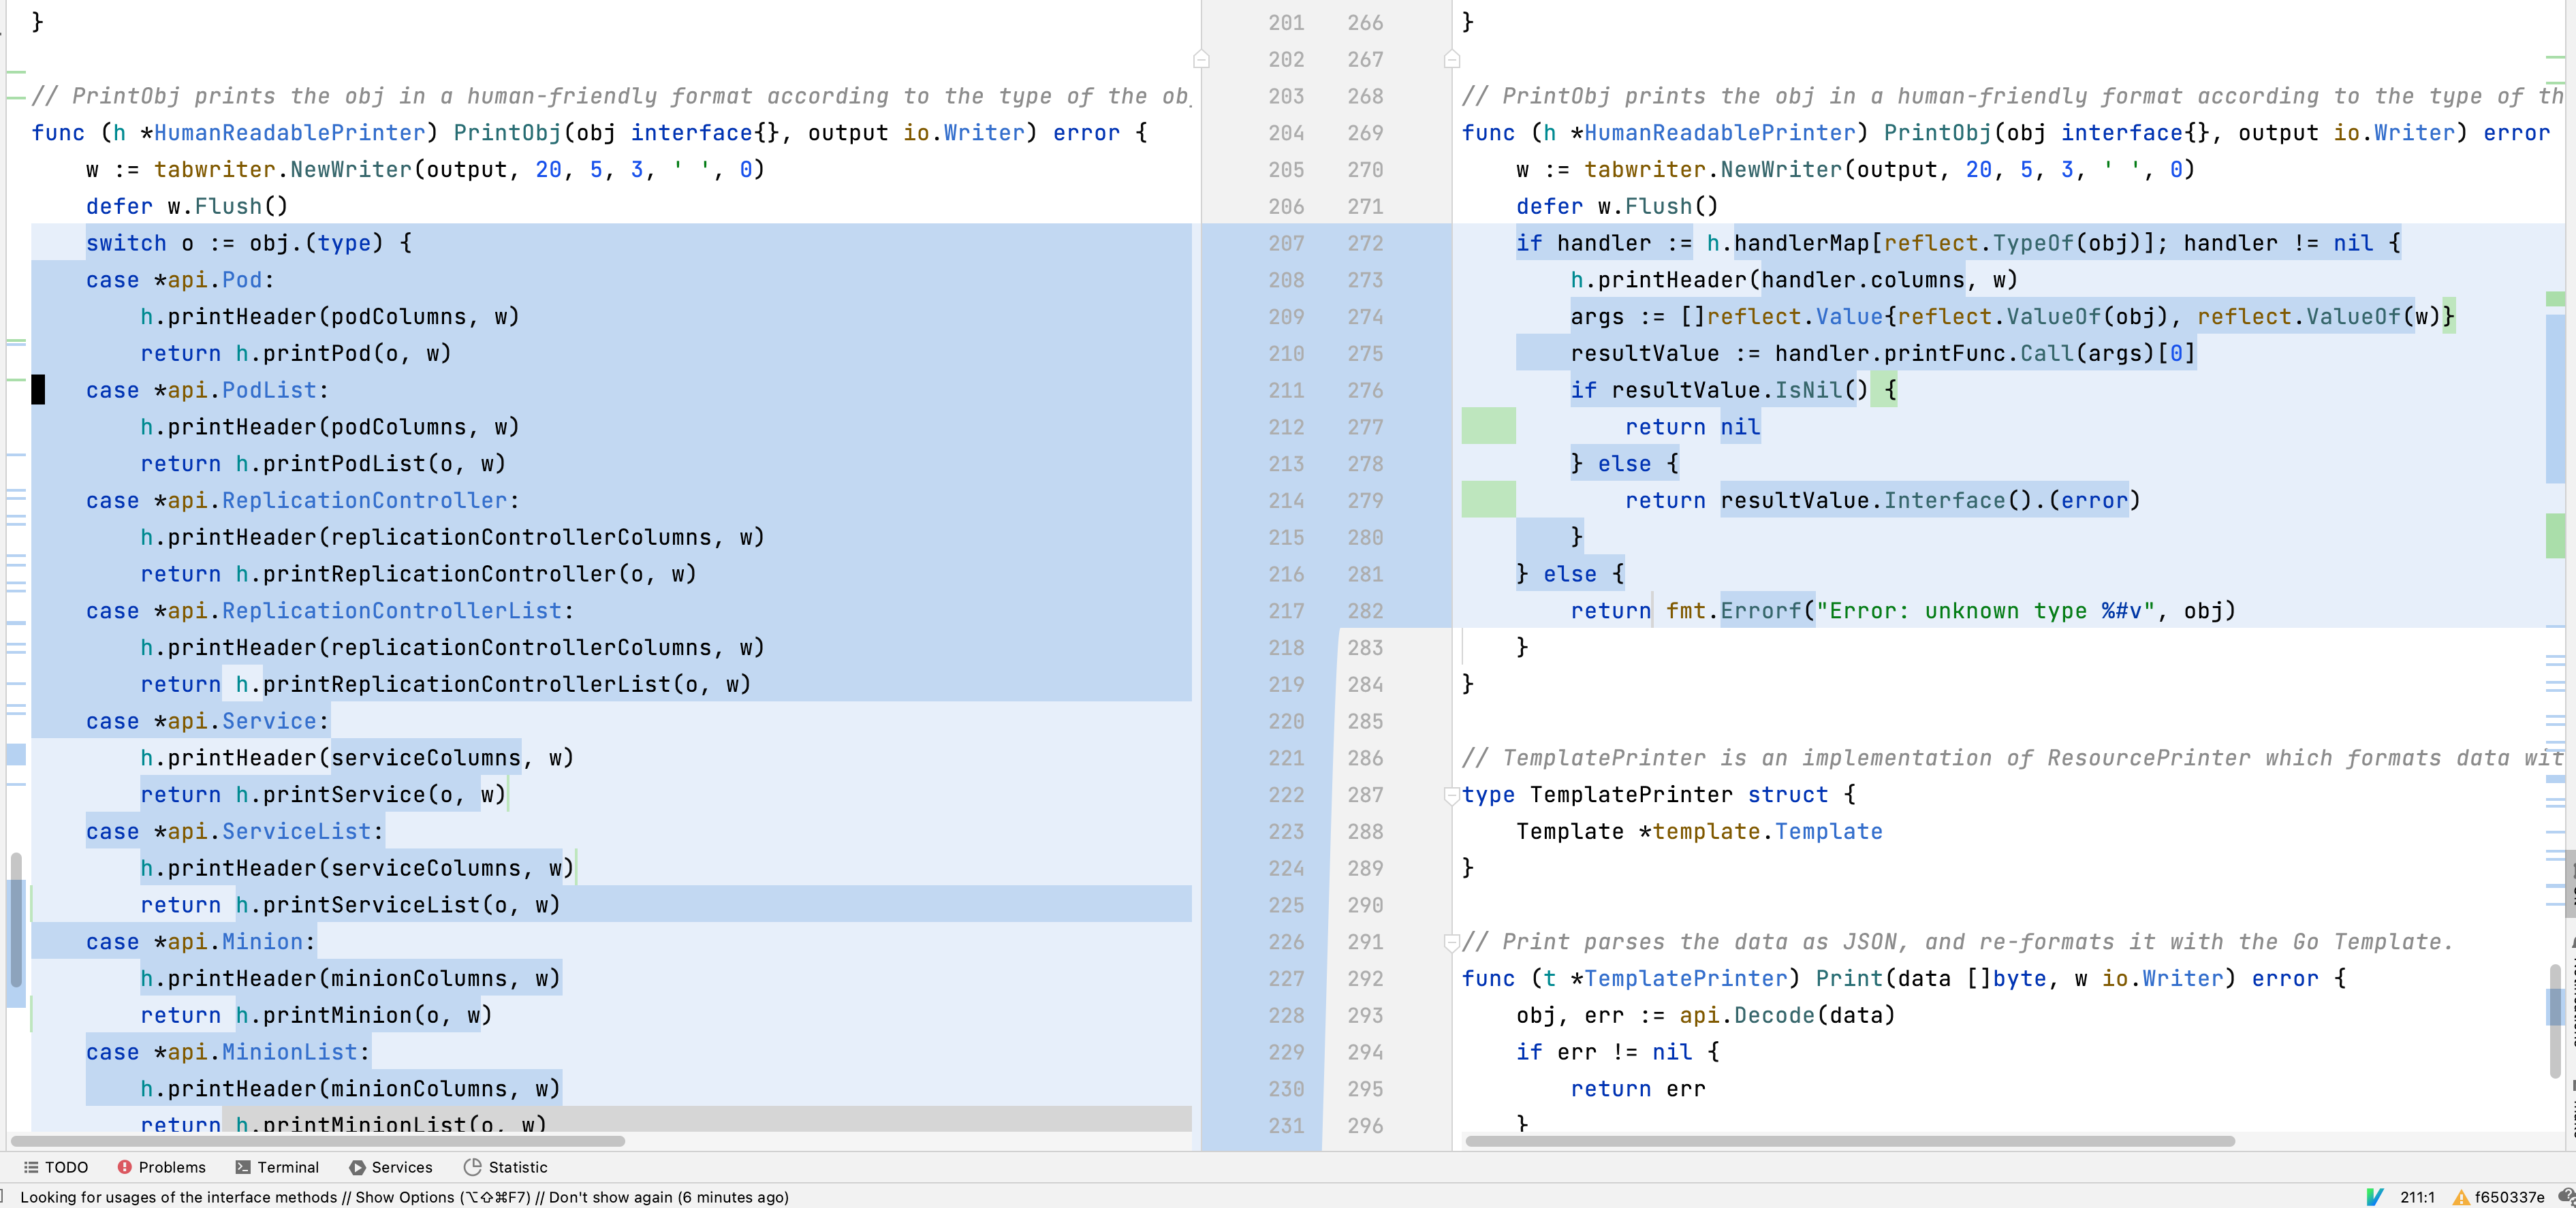 }
// PrintObj prints the obj in a human-friendly format according to the type of the ob
func (h *HumanReadablePrinter) PrintObj(obj interface{}, output io.Writer) error {
w := tabwriter.NewWriter(output, 20, 5, 3, ' ', 0)
defer w.Flush()
switch o := obj.(type) {
case *api.Pod:
h.printHeader(podColumns, w)
return h.printPod(o, w)
case *api.PodList:
h.printHeader(podColumns, w)
return h.printPodList(o, w)
case *api.ReplicationController:
h.printHeader(replicationControllerColumns, w)
return h.printReplicationController(o, w)
case *api.ReplicationControllerList:
h.printHeader(replicationControllerColumns, w)
return h.printReplicationControllerList(o, w)
case *api.Service:
h.printHeader(serviceColumns, w)
return h.printService(o, w)
case *api.ServiceList:
h.printHeader(serviceColumns, w)
return h.printServiceList(o, w)
case *api.Minion:
h.printHeader(minionColumns, w)
return h.printMinion(o, w)
case *api.MinionList:
h.printHeader(minionColumns, w)
return h.printMinionList(o, w)
201 266
202 267
203 268
204 269
205 270
206 271
207 272
208 273
209 274
210 275
211 276
212 277
213 278
214 279
215 280
216 281
217 282
218 283
219 284
220 285
221 286
222 287
223 288
224 289
225 290
226 291
227 292
228 293
229 294
230 295
231 296
}
// PrintObj prints the obj in a human-friendly format according to the type of th
func (h *HumanReadablePrinter) PrintObj(obj interface{}, output io.Writer) error
w := tabwriter.NewWriter(output, 20, 5, 3, ' ', 0)
defer w.Flush()
if handler := h.handlerMap[reflect.TypeOf(obj)]; handler != nil {
h.printHeader(handler.columns, w)
args := []reflect.Value{reflect.ValueOf(obj), reflect.ValueOf(w)}
resultValue := handler.printFunc.Call(args)[0]
if resultValue.IsNil() {
return nil
} else {
return resultValue.Interface().(error)
}
} else {
return fmt.Errorf("Error: unknown type %#v", obj)
}
}
// TemplatePrinter is an implementation of ResourcePrinter which formats data wit
type TemplatePrinter struct {
Template *template.Template
}
// Print parses the data as JSON, and re-formats it with the Go Template.
func (t *TemplatePrinter) Print(data []byte, w io.Writer) error {
obj, err := api.Decode(data)
if err != nil {
return err
}
TODO Problems Terminal Services Statistic
Looking for usages of the interface methods // Show Options (⌥⇧⌘F7) // Don't show again (6 minutes ago)
211:1 f650337e